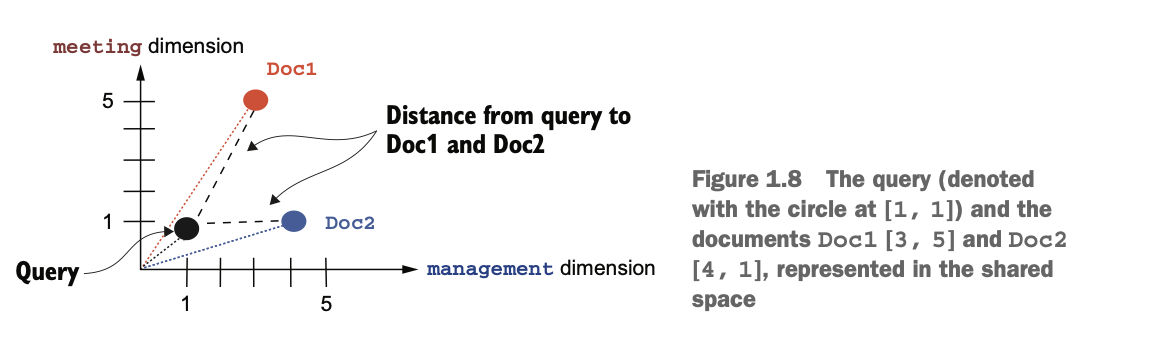 meeting dimension
Doc1
5
Distance from query to
Doc1 and Doc2
1
Doc2
Query
management dimension
1
5
Figure 1.8 The query (denoted
with the circle at [1, 1]) and the
documents Doc1 [3, 5] and Doc2
[4, 1], represented in the shared
space